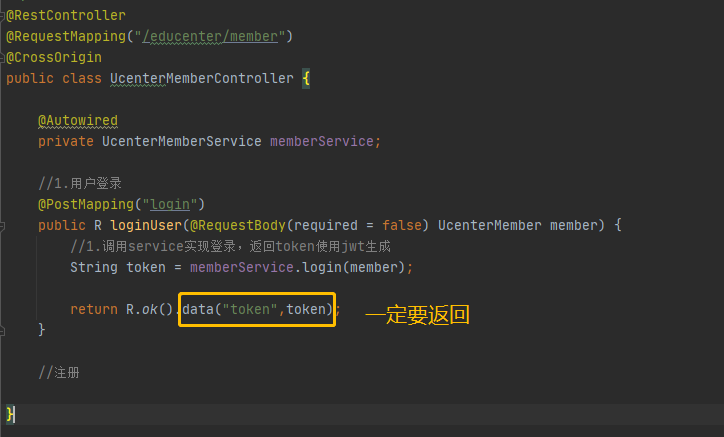 @RestController
@RequestMapping("/educenter/member")
@CrossOrigin
public class UcenterMemberController {
@Autowired
private UcenterMemberService memberService;
//1.用户登录
@PostMapping("login")
public R loginUser(@RequestBody(required = false) UcenterMember member) {
//1.调用service实现登录，返回token使用jwt生成
String token = memberService.login(member);
return R.ok().data("token",token); 一定要返回
}
//注册
}